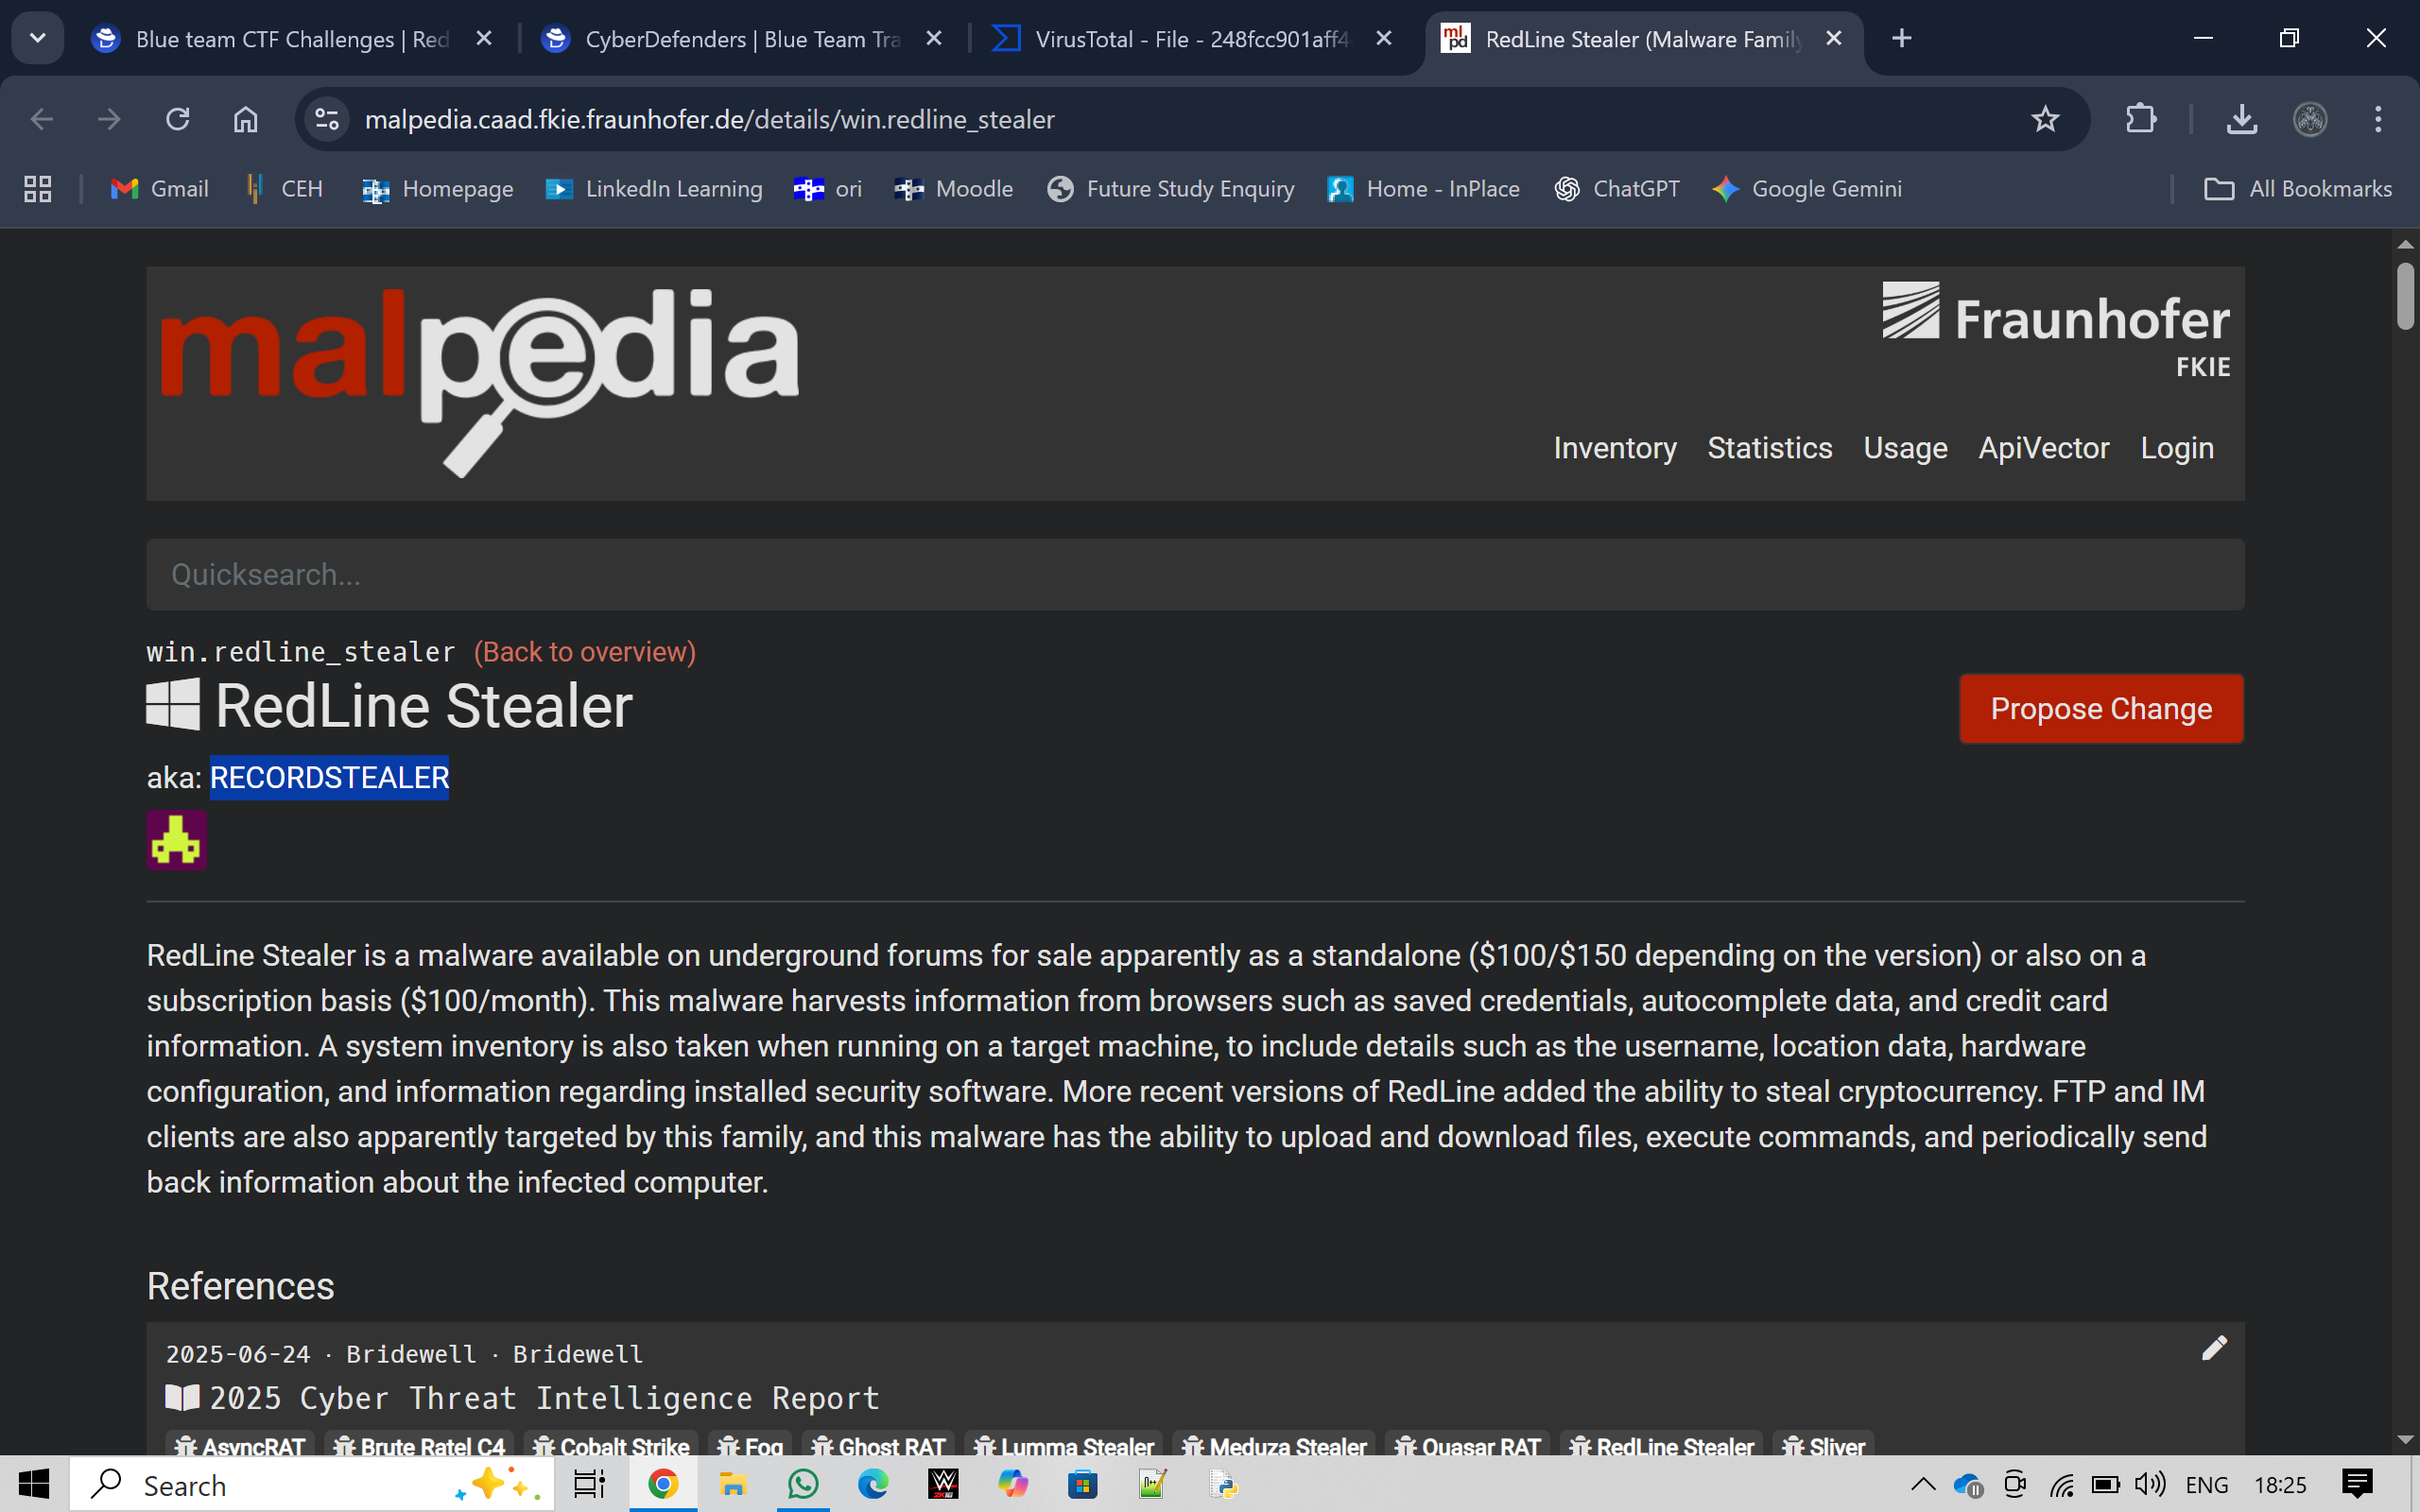 Blue team CTF Challenges | Red
CyberDefenders | Blue Team Tra
VirusTotal - File - 248fcc901aff4
RedLine Stealer (Malware Family
malpedia.caad.fkie.fraunhofer.de/details/win.redline_stealer
Gmail
CEH
Homepage
LinkedIn Learning
ori
Moodle
Future Study Enquiry
Home - InPlace
ChatGPT
Google Gemini
All Bookmarks
malpedia
Fraunhofer
FKIE
Inventory Statistics Usage ApiVector Login
Quicksearch...
win.redline_stealer (Back to overview)
RedLine Stealer
Propose Change
aka: RECORDSTEALER
RedLine Stealer is a malware available on underground forums for sale apparently as a standalone ($100/$150 depending on the version) or also on a
subscription basis ($100/month). This malware harvests information from browsers such as saved credentials, autocomplete data, and credit card
information. A system inventory is also taken when running on a target machine, to include details such as the username, location data, hardware
configuration, and information regarding installed security software. More recent versions of RedLine added the ability to steal cryptocurrency. FTP and IM
clients are also apparently targeted by this family, and this malware has the ability to upload and download files, execute commands, and periodically send
back information about the infected computer.
References
2025-06-24 · Bridewell · Bridewell
2025 Cyber Threat Intelligence Report
AsyncRAT Brute Ratel C4 Cobalt Strike Fog Ghost RAT Lumma Stealer Meduza Stealer Quasar RAT RedLine Stealer Sliver
Search
ENG
18:25